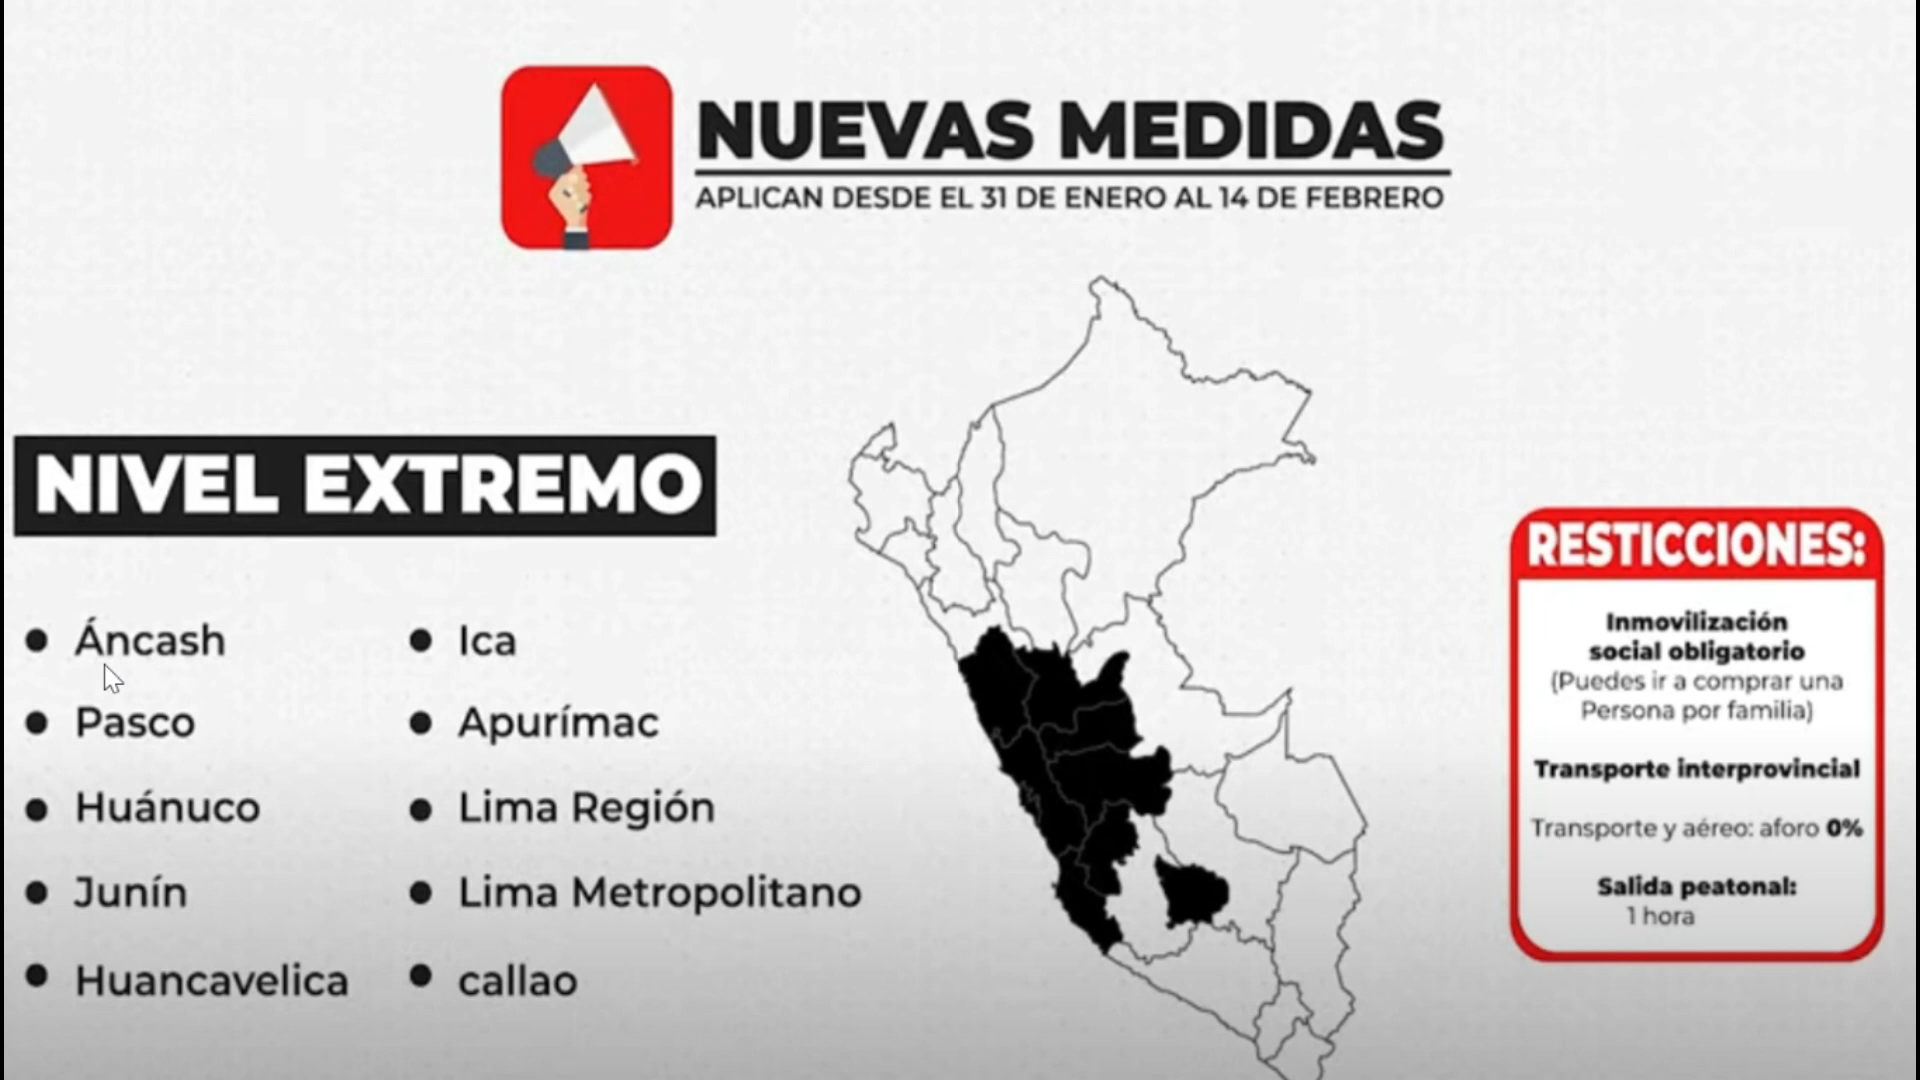 NUEVAS MEDIDAS
APLICAN DESDE EL 31 DE ENERO AL 14 DE FEBRERO
NIVEL EXTREMO
Áncash
Pasco
Huánuco
Junín
Huancavelica
Ica
Apurímac
Lima Región
Lima Metropolitano
callao
RESTICCIONES:
Inmovilización
social obligatorio
(Puedes ir a comprar una
Persona por familia)
Transporte interprovincial
Transporte y aéreo: aforo 0%
Salida peatonal:
1 hora